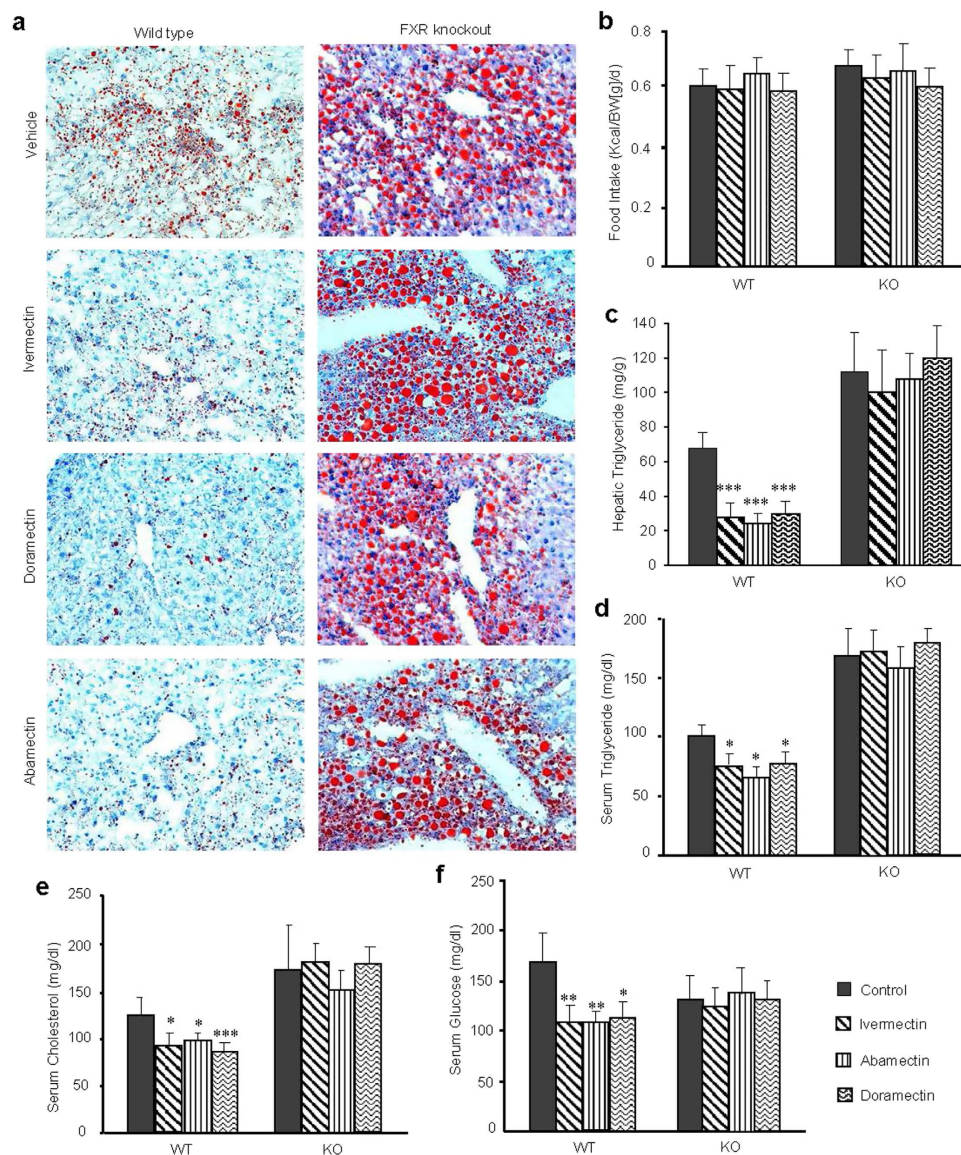 a
Wild type
FXR knockout
Vehicle
Ivermectin
Doramectin
Abamectin
b
Food Intake (Kcal/BW[g]/d)
0.8
0.6
0.4
0.2
0
WT
KO
c
Hepatic Triglyceride (mg/g)
140
120
100
80
60
40
20
0
***
***
***
WT
KO
d
Serum Triglyceride (mg/dl)
200
150
100
50
0
*
*
*
WT
KO
e
Serum Cholesterol (mg/dl)
250
200
150
100
50
0
*
*
***
WT
KO
f
Serum Glucose (mg/dl)
250
200
150
100
50
0
**
**
*
WT
KO
Control
Ivermectin
Abamectin
Doramectin